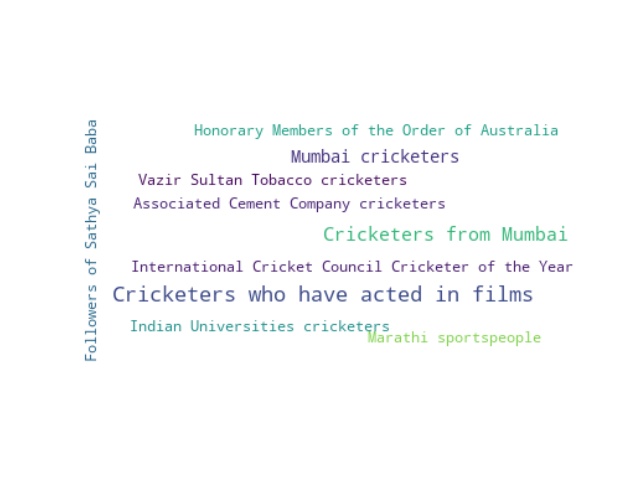 Followers of Sathya Sai Baba
Honorary Members of the Order of Australia
Mumbai cricketers
Vazir Sultan Tobacco cricketers
Associated Cement Company cricketers
Cricketers from Mumbai
International Cricket Council Cricketer of the Year
Cricketers who have acted in films
Indian Universities cricketers
Marathi sportspeople